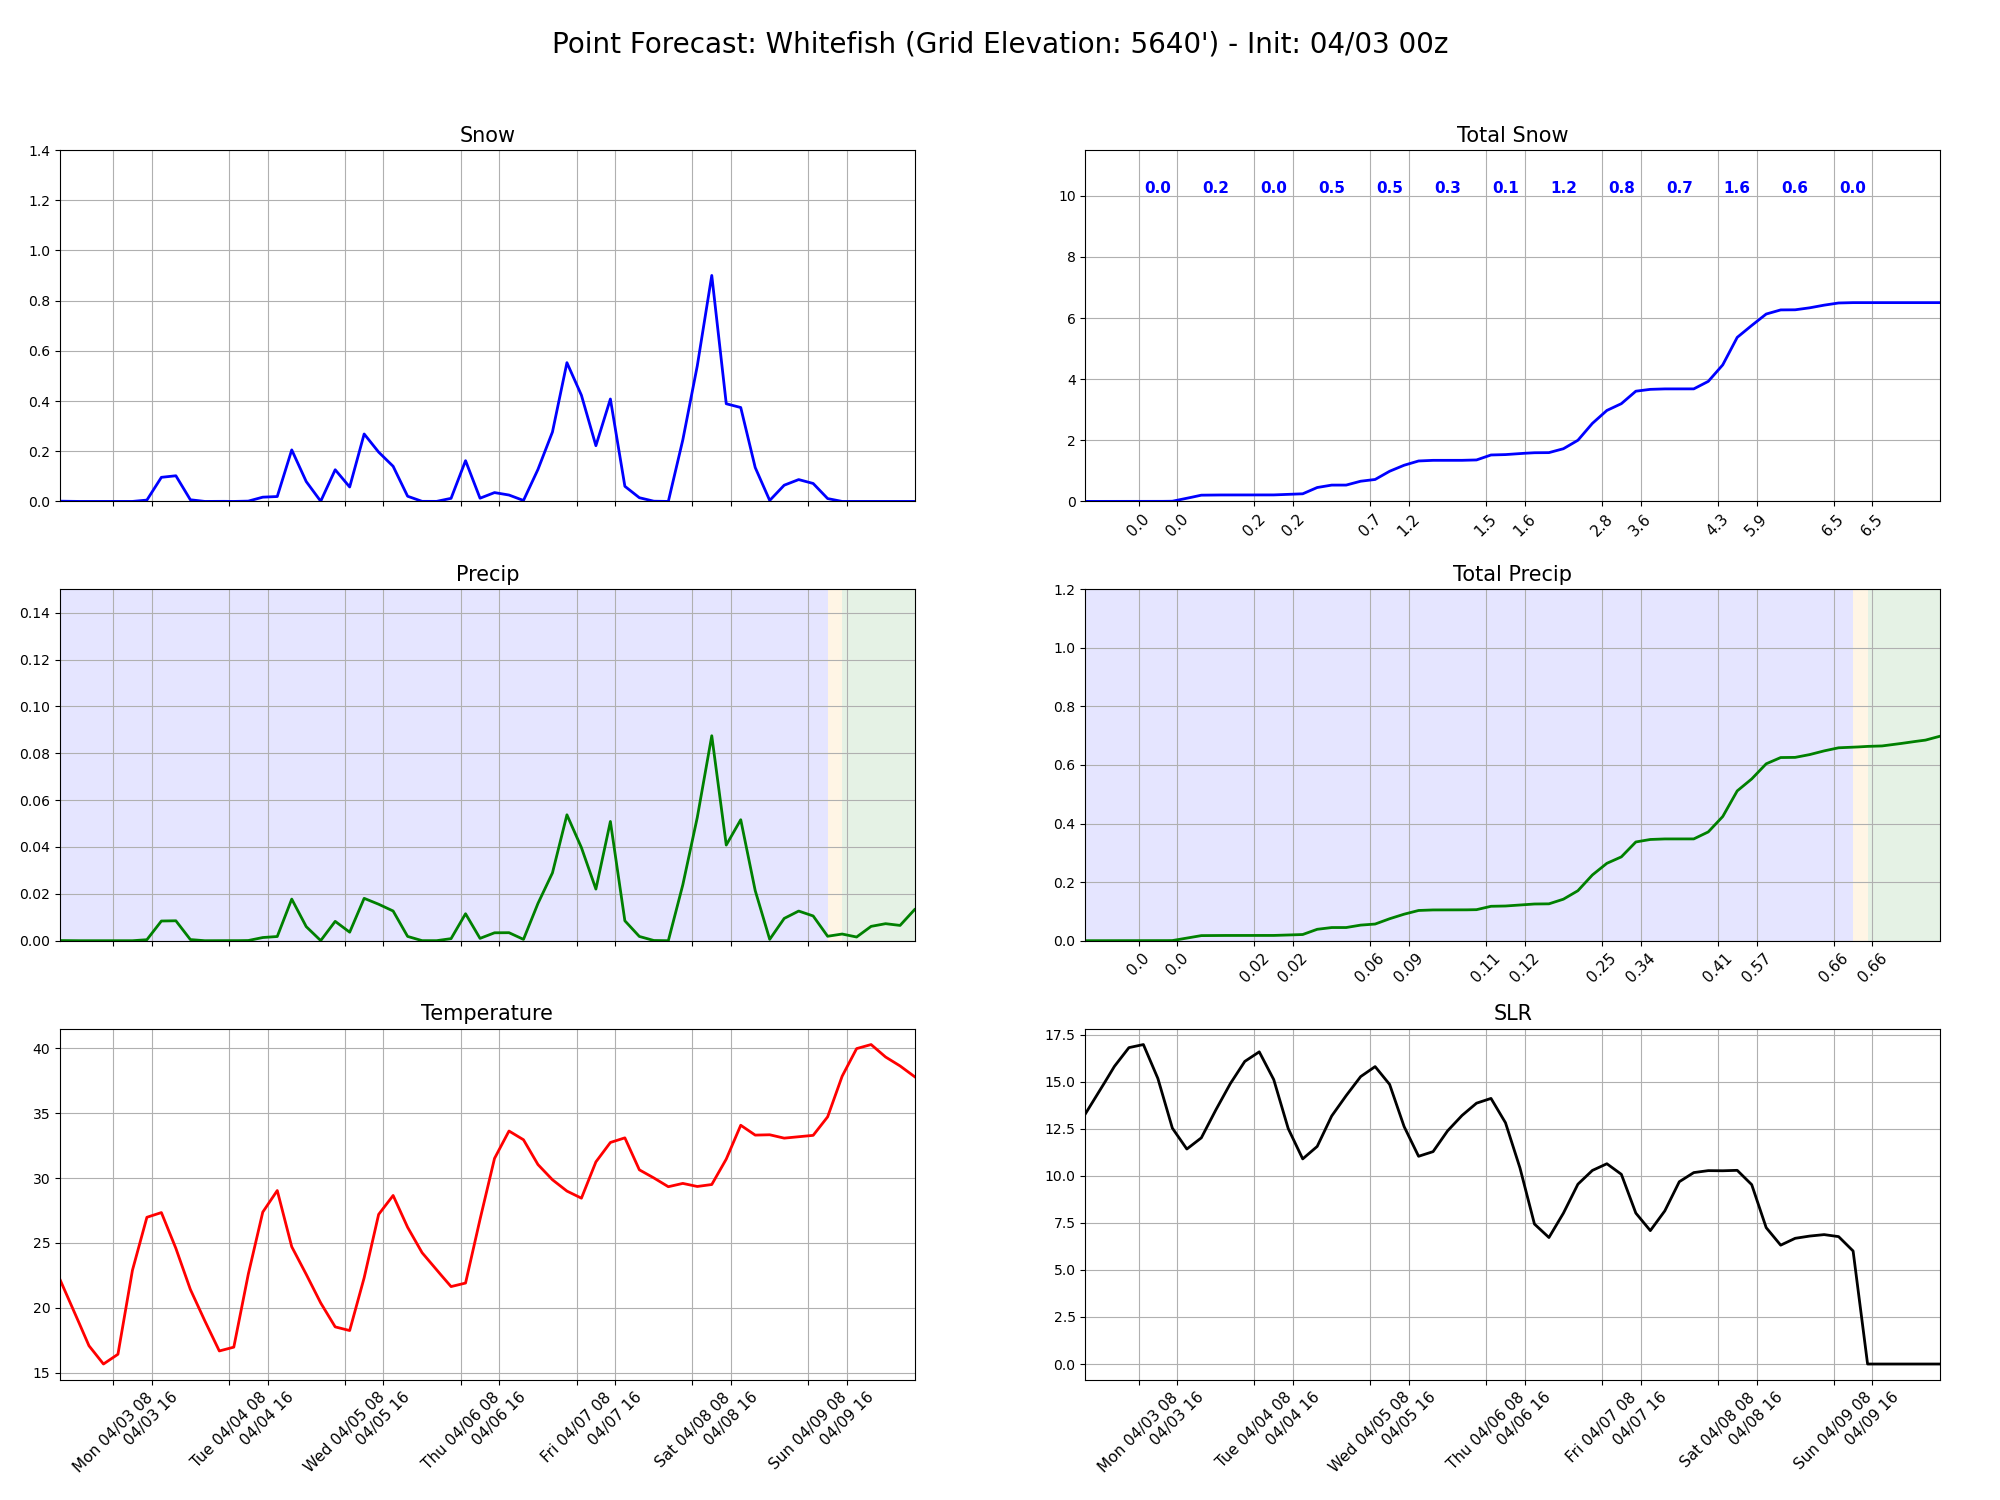 Point Forecast: Whitefish (Grid Elevation: 5640') - Init: 04/03 00z
Snow
1.4
1.2
1.0
0.8
0.6
0.4
0.2
0.0
Total Snow
0.0 0.2 0.0 0.5 0.5 0.3 0.1 1.2 0.8 0.7 1.6 0.6 0.0
10
8
6
4
2
0
0.0 0.0 0.2 0.2 0.7 1.2 1.5 1.6 2.8 3.6 4.3 5.9 6.5 6.5
Precip
0.14
0.12
0.10
0.08
0.06
0.04
0.02
0.00
Total Precip
1.2
1.0
0.8
0.6
0.4
0.2
0.0
0.0 0.0 0.02 0.02 0.06 0.09 0.11 0.12 0.25 0.34 0.41 0.57 0.66 0.66
Temperature
40
35
30
25
20
15
Mon 04/03 08
04/03 16
Tue 04/04 08
04/04 16
Wed 04/05 08
04/05 16
Thu 04/06 08
04/06 16
Fri 04/07 08
04/07 16
Sat 04/08 08
04/08 16
Sun 04/09 08
04/09 16
SLR
17.5
15.0
12.5
10.0
7.5
5.0
2.5
0.0
Mon 04/03 08
04/03 16
Tue 04/04 08
04/04 16
Wed 04/05 08
04/05 16
Thu 04/06 08
04/06 16
Fri 04/07 08
04/07 16
Sat 04/08 08
04/08 16
Sun 04/09 08
04/09 16